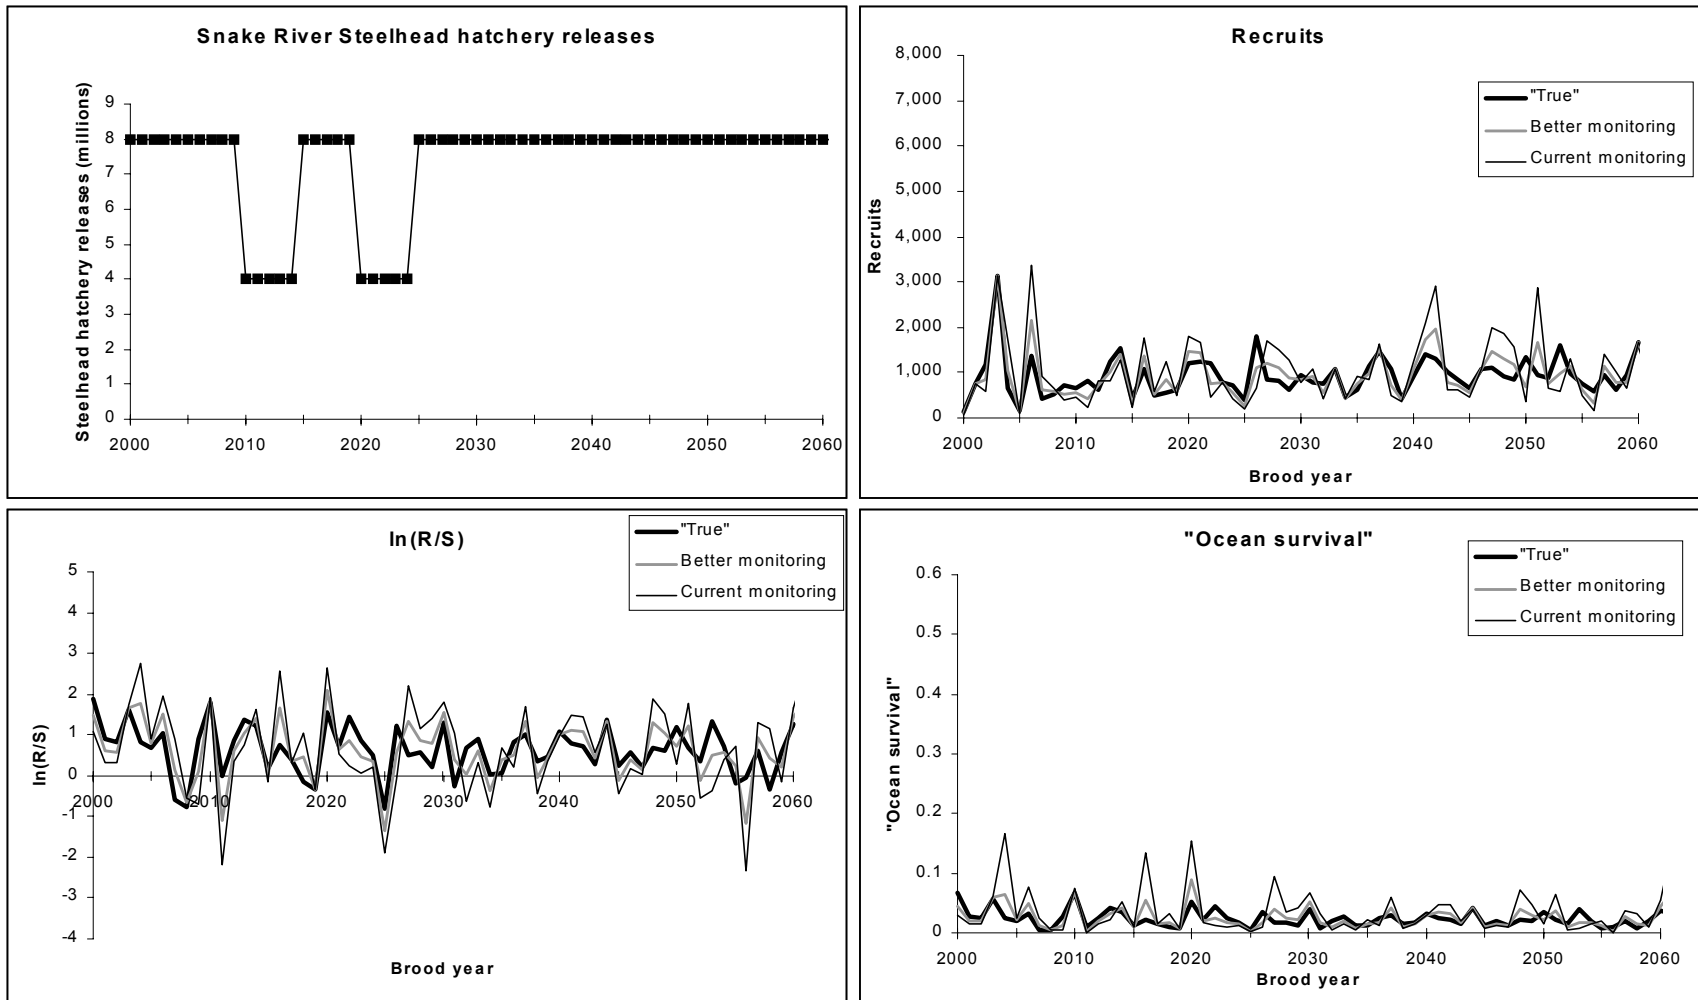 Snake River Steelhead hatchery releases
Steelhead hatchery releases (millions)
9
8
7
6
5
4
3
2
1
0
2000 2010 2020 2030 2040 2050 2060
Recruits
"True"
Better monitoring
Current monitoring
Recruits
8,000
7,000
6,000
5,000
4,000
3,000
2,000
1,000
0
2000 2010 2020 2030 2040 2050 2060
Brood year
ln(R/S)
"True"
Better monitoring
Current monitoring
ln(R/S)
5
4
3
2
1
0
-1
-2
-3
-4
2000 2010 2020 2030 2040 2050 2060
Brood year
"Ocean survival"
"True"
Better monitoring
Current monitoring
"Ocean survival"
0.6
0.5
0.4
0.3
0.2
0.1
0
2000 2010 2020 2030 2040 2050 2060
Brood year